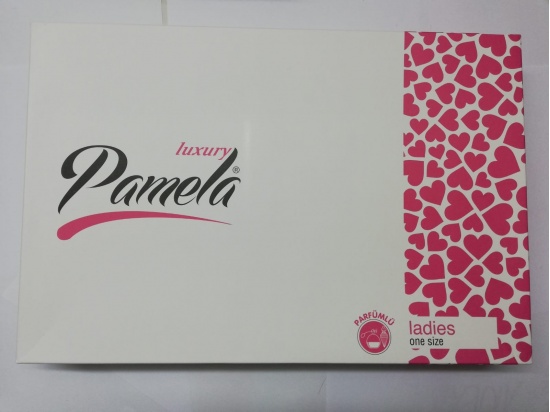 luxury
Pamela®
PARFÜMLÜ
ladies
one size